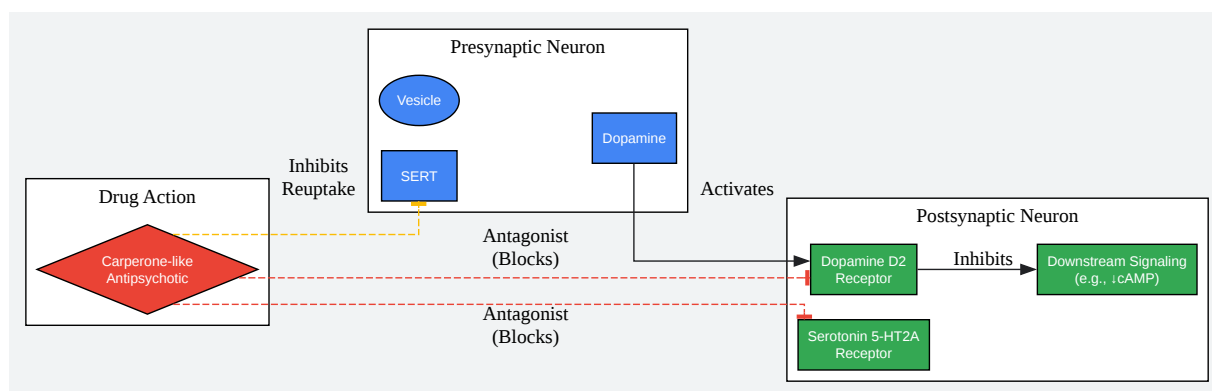 Presynaptic Neuron
Vesicle
Dopamine
SERT
Inhibits
Reuptake
Activates
Drug Action
Carperone-like
Antipsychotic
Antagonist
(Blocks)
Antagonist
(Blocks)
Postsynaptic Neuron
Dopamine D2
Receptor
Inhibits
Downstream Signaling
(e.g., ↓cAMP)
Serotonin 5-HT2A
Receptor